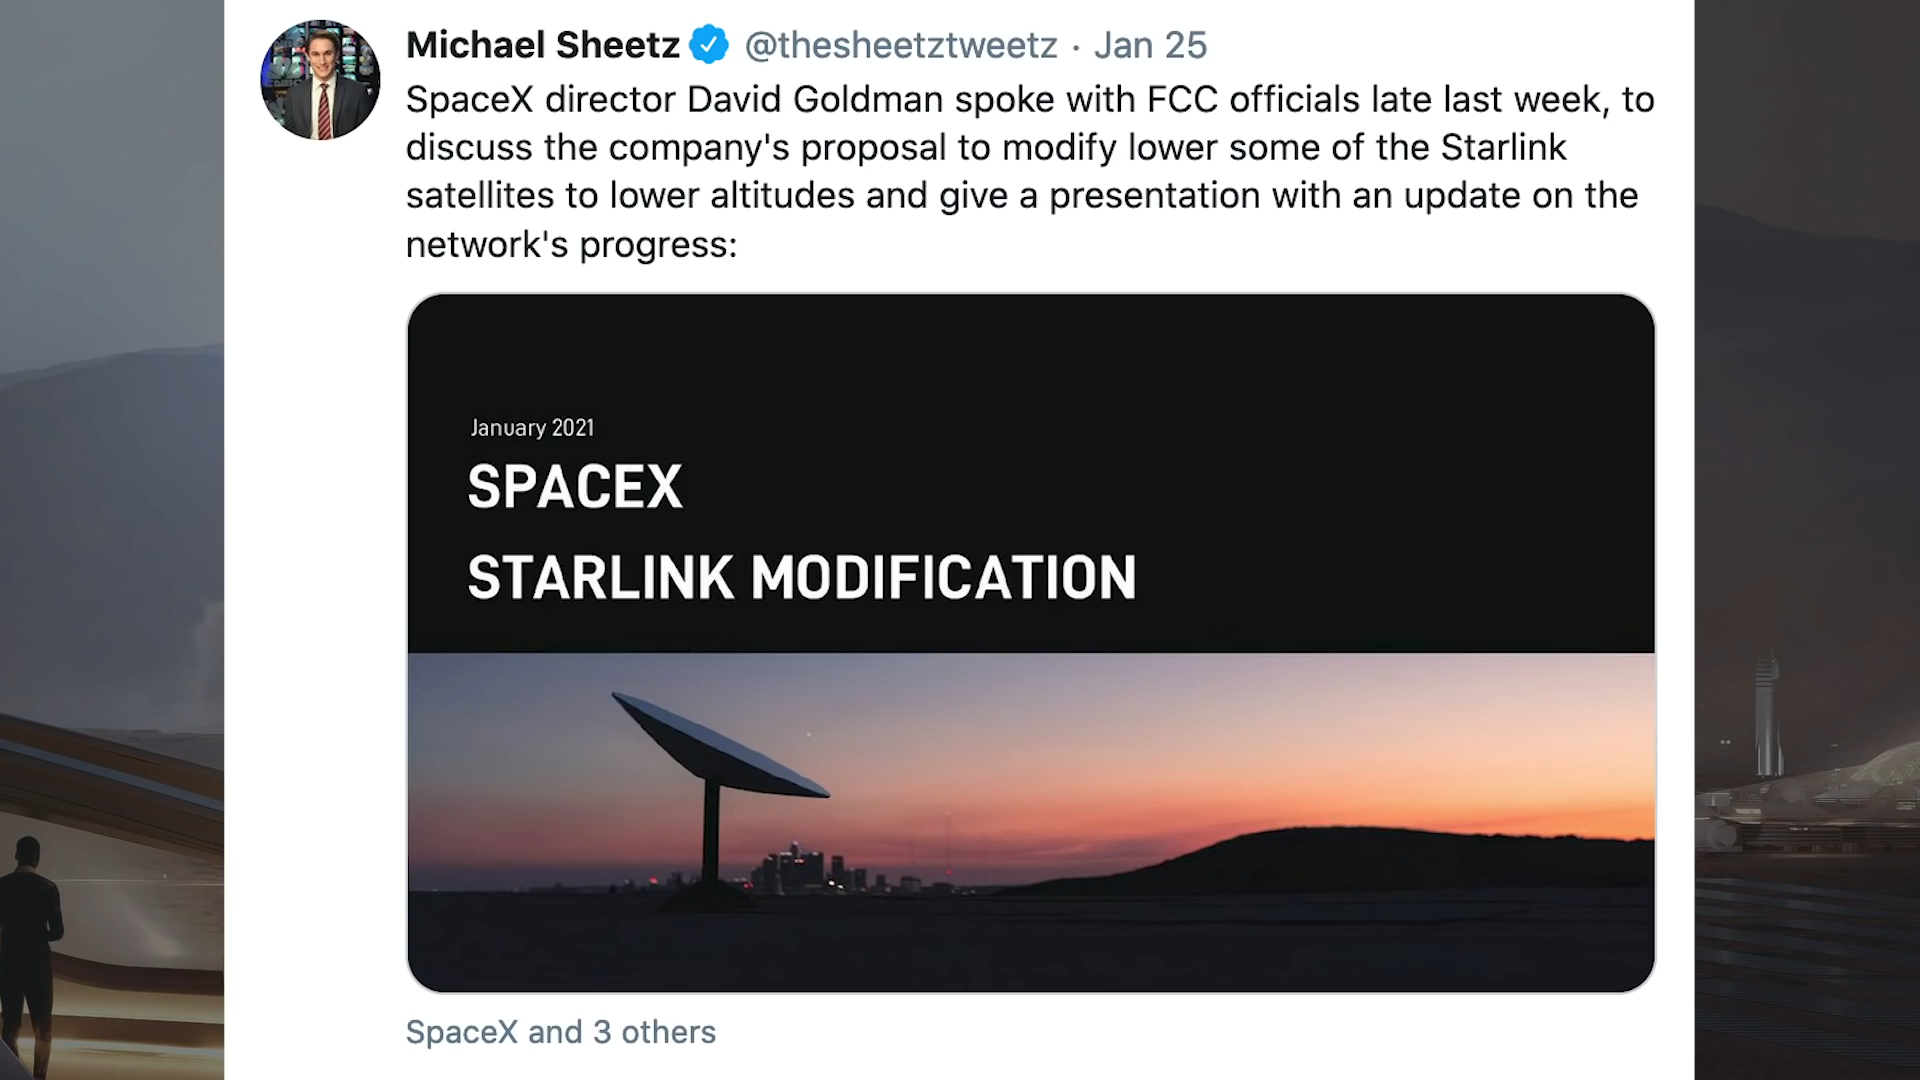 Michael Sheetz @thesheetztweetz · Jan 25
SpaceX director David Goldman spoke with FCC officials late last week, to
discuss the company's proposal to modify lower some of the Starlink
satellites to lower altitudes and give a presentation with an update on the
network's progress:
January 2021
SPACEX
STARLINK MODIFICATION
SpaceX and 3 others